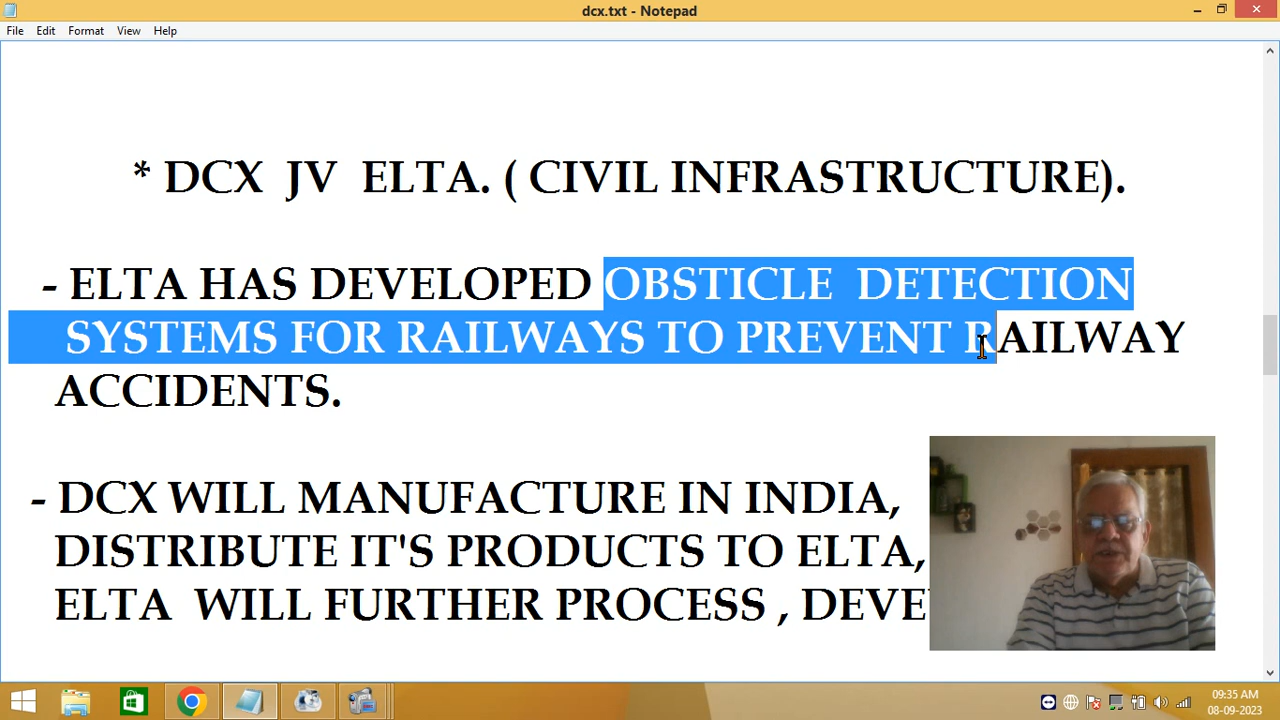 dcx.txt - Notepad
File Edit Format View Help
* DCX JV ELTA. ( CIVIL INFRASTRUCTURE).
- ELTA HAS DEVELOPED OBSTICLE DETECTION
SYSTEMS FOR RAILWAYS TO PREVENT RAILWAY
ACCIDENTS.
- DCX WILL MANUFACTURE IN INDIA,
DISTRIBUTE IT'S PRODUCTS TO ELTA,
ELTA WILL FURTHER PROCESS , DEVE
09:35 AM
08-09-2023